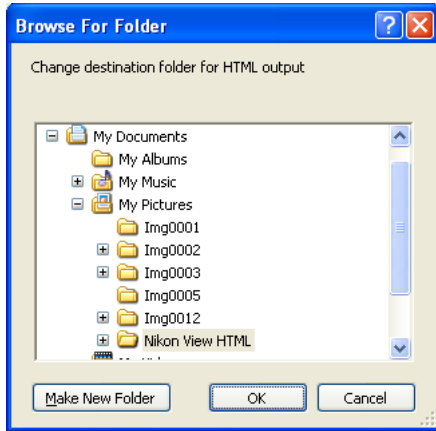 Browse For Folder
Change destination folder for HTML output
My Documents
My Albums
My Music
My Pictures
Img0001
Img0002
Img0003
Img0005
Img0012
Nikon View HTML
Make New Folder
OK
Cancel